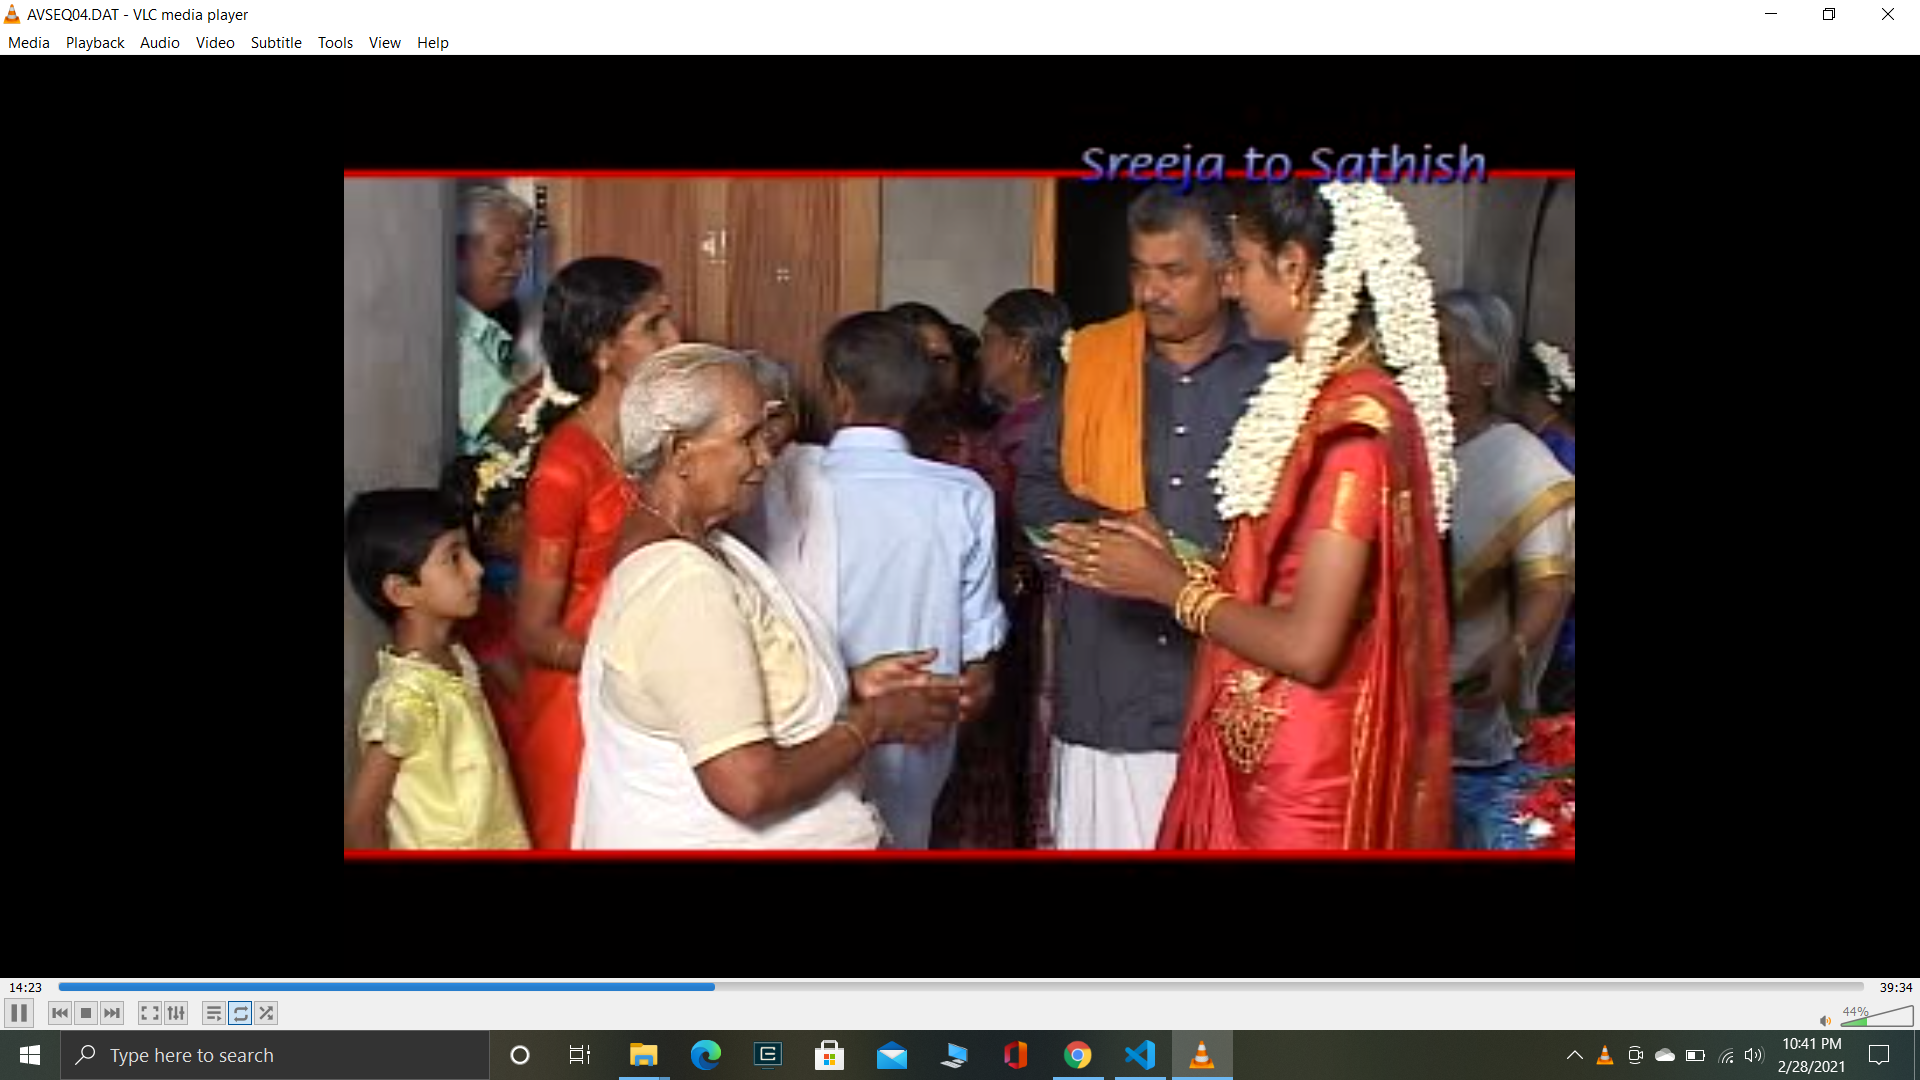 AVSEQ04.DAT - VLC media player
Media Playback Audio Video Subtitle Tools View Help
Sreeja to Sathish
14:23
39:34
44%
Type here to search
10:41 PM
2/28/2021